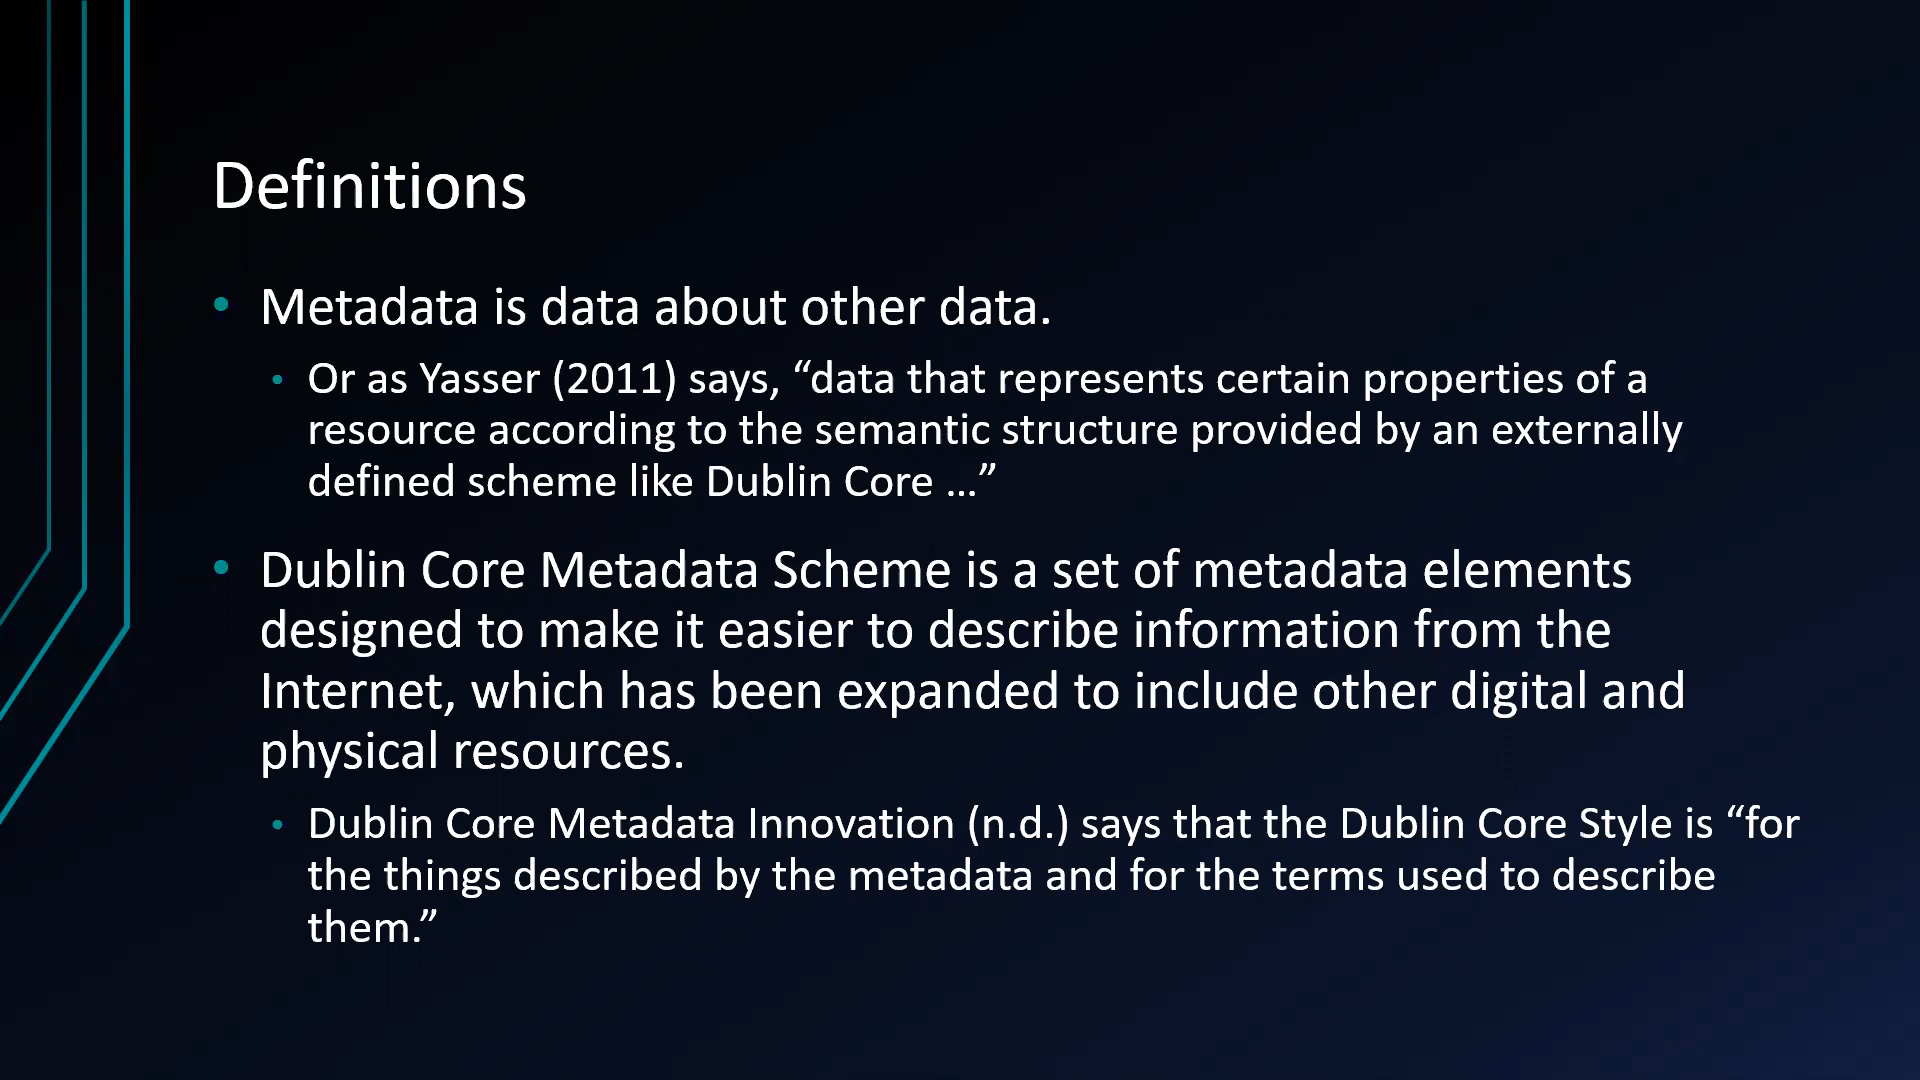 Definitions
• Metadata is data about other data.
• Or as Yasser (2011) says, “data that represents certain properties of a
resource according to the semantic structure provided by an externally
defined scheme like Dublin Core …”
• Dublin Core Metadata Scheme is a set of metadata elements
designed to make it easier to describe information from the
Internet, which has been expanded to include other digital and
physical resources.
• Dublin Core Metadata Innovation (n.d.) says that the Dublin Core Style is “for
the things described by the metadata and for the terms used to describe
them.”